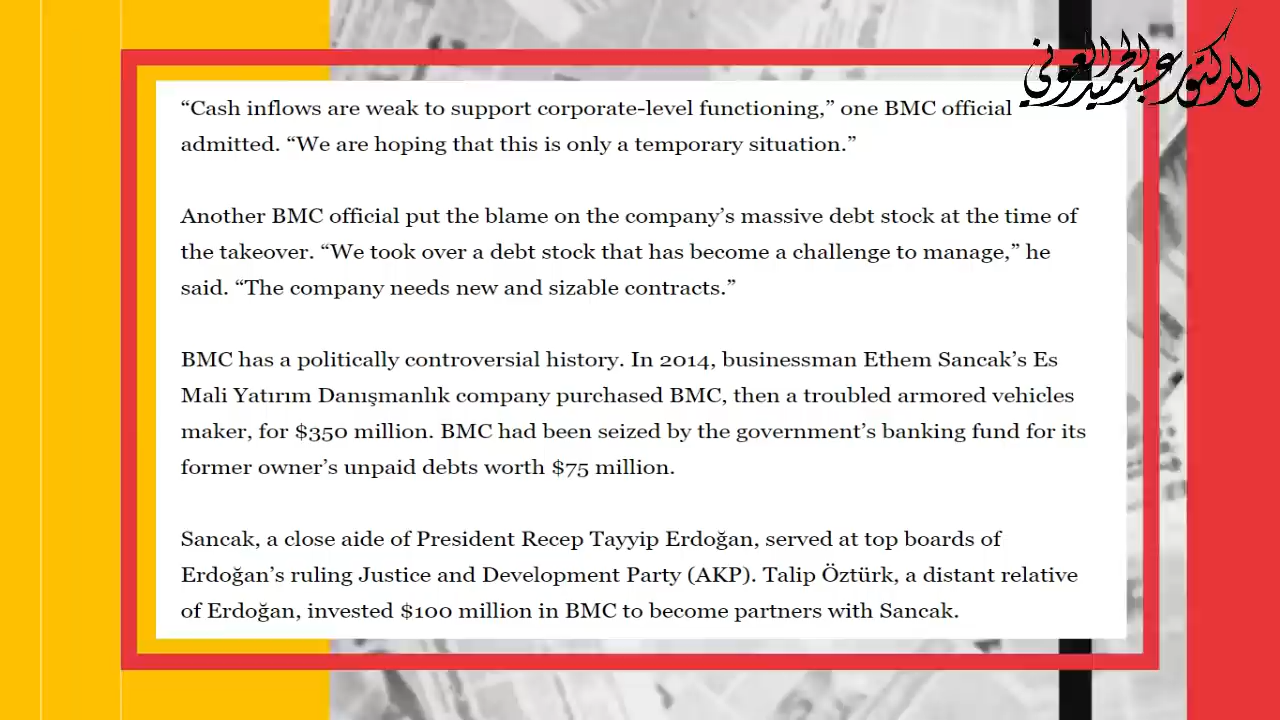 الدكتور عبد الحميد العوني
“Cash inflows are weak to support corporate-level functioning,” one BMC official
admitted. “We are hoping that this is only a temporary situation.”
Another BMC official put the blame on the company’s massive debt stock at the time of
the takeover. “We took over a debt stock that has become a challenge to manage,” he
said. “The company needs new and sizable contracts.”
BMC has a politically controversial history. In 2014, businessman Ethem Sancak’s Es
Mali Yatırım Danışmanlık company purchased BMC, then a troubled armored vehicles
maker, for $350 million. BMC had been seized by the government’s banking fund for its
former owner’s unpaid debts worth $75 million.
Sancak, a close aide of President Recep Tayyip Erdoğan, served at top boards of
Erdoğan’s ruling Justice and Development Party (AKP). Talip Öztürk, a distant relative
of Erdoğan, invested $100 million in BMC to become partners with Sancak.